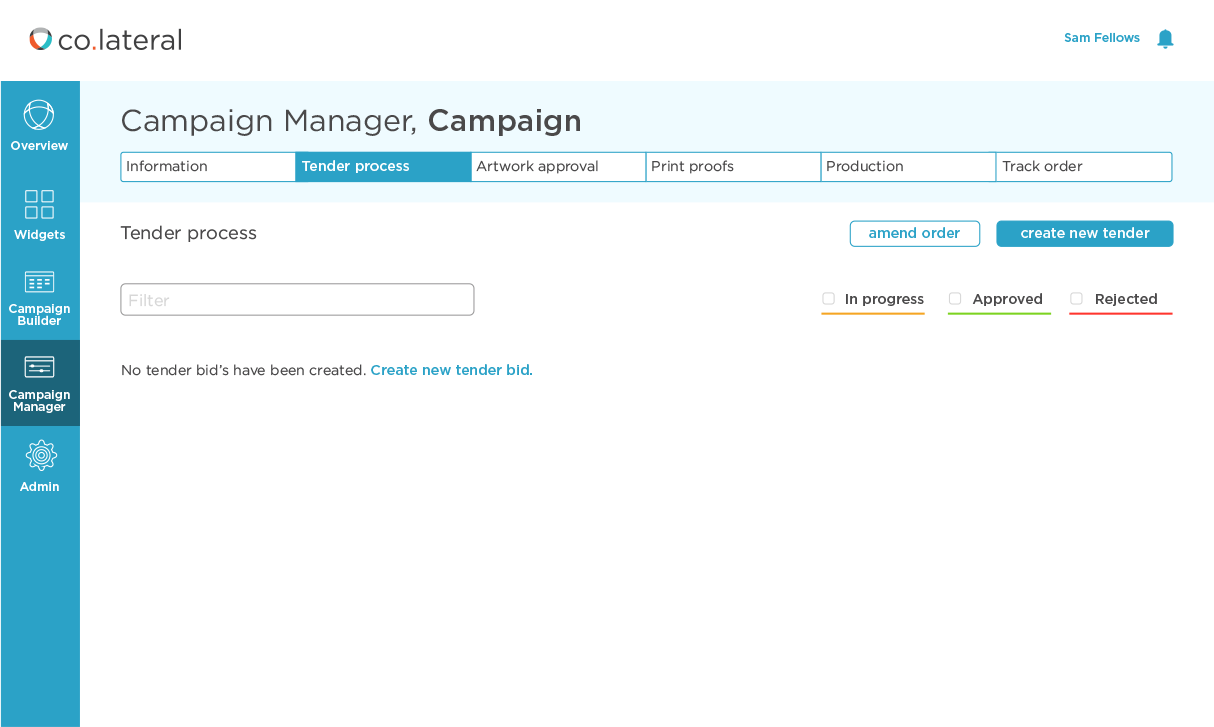 co.lateral
Sam Fellows
Overview
Widgets
Campaign
Builder
Campaign
Manager
Admin
Campaign Manager, Campaign
Information
Tender process
Artwork approval
Print proofs
Production
Track order
Tender process
amend order
create new tender
Filter
In progress
Approved
Rejected
No tender bid's have been created. Create new tender bid.